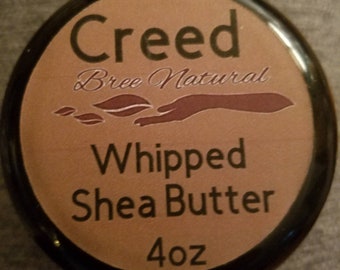 Creed
Bree Natural
Whipped
Shea Butter
4oz